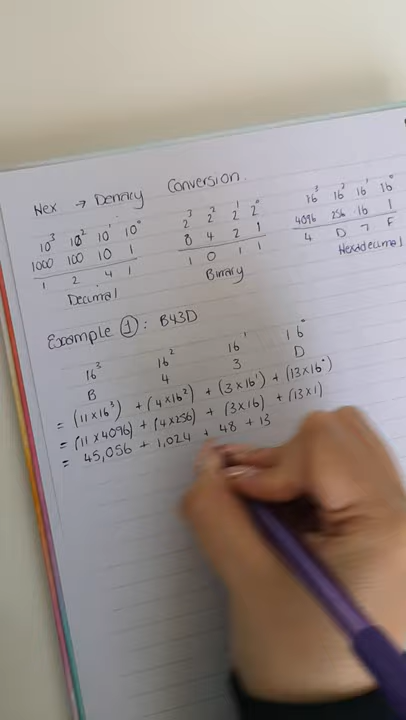 Hex → Denary Conversion
10³ 10² 10¹ 10⁰
1000 100 10 1
1 2 4 1
Decimal
2³ 2² 2¹ 2⁰
8 4 2 1
1 0 1 1
Binary
16³ 16² 16¹ 16⁰
4096 256 16 1
4 D 7 F
Hexadecimal
Example ①: B43D
16³ 16² 16¹ 16⁰
B 4 3 D
= (11 × 16³) + (4 × 16²) + (3 × 16¹) + (13 × 16⁰)
= (11 × 4096) + (4 × 256) + (3 × 16) + (13 × 1)
= 45,056 + 1,024 + 48 + 13